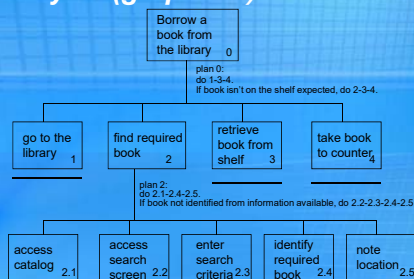 Borrow a
book from
the library 0
plan 0:
do 1-3-4.
If book isn't on the shelf expected, do 2-3-4.
go to the
library 1
find required
book 2
retrieve
book from
shelf 3
take book
to counter 4
plan 2:
do 2.1-2.4-2.5.
If book not identified from information available, do 2.2-2.3-2.4-2.5
access
catalog 2.1
access
search
screen 2.2
enter
search
criteria 2.3
identify
required
book 2.4
note
location 2.5